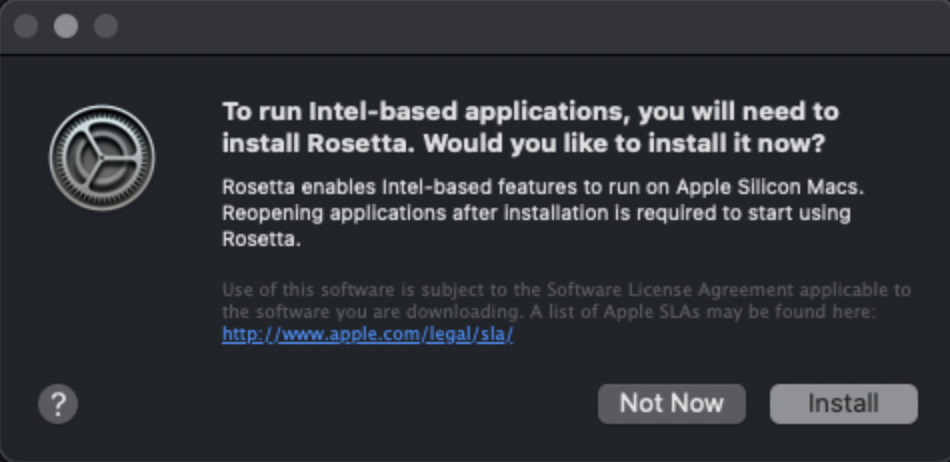 To run Intel-based applications, you will need to
install Rosetta. Would you like to install it now?
Rosetta enables Intel-based features to run on Apple Silicon Macs.
Reopening applications after installation is required to start using
Rosetta.
Use of this software is subject to the Software License Agreement applicable to
the software you are downloading. A list of Apple SLAs may be found here:
http://www.apple.com/legal/sla/
?
Not Now
Install